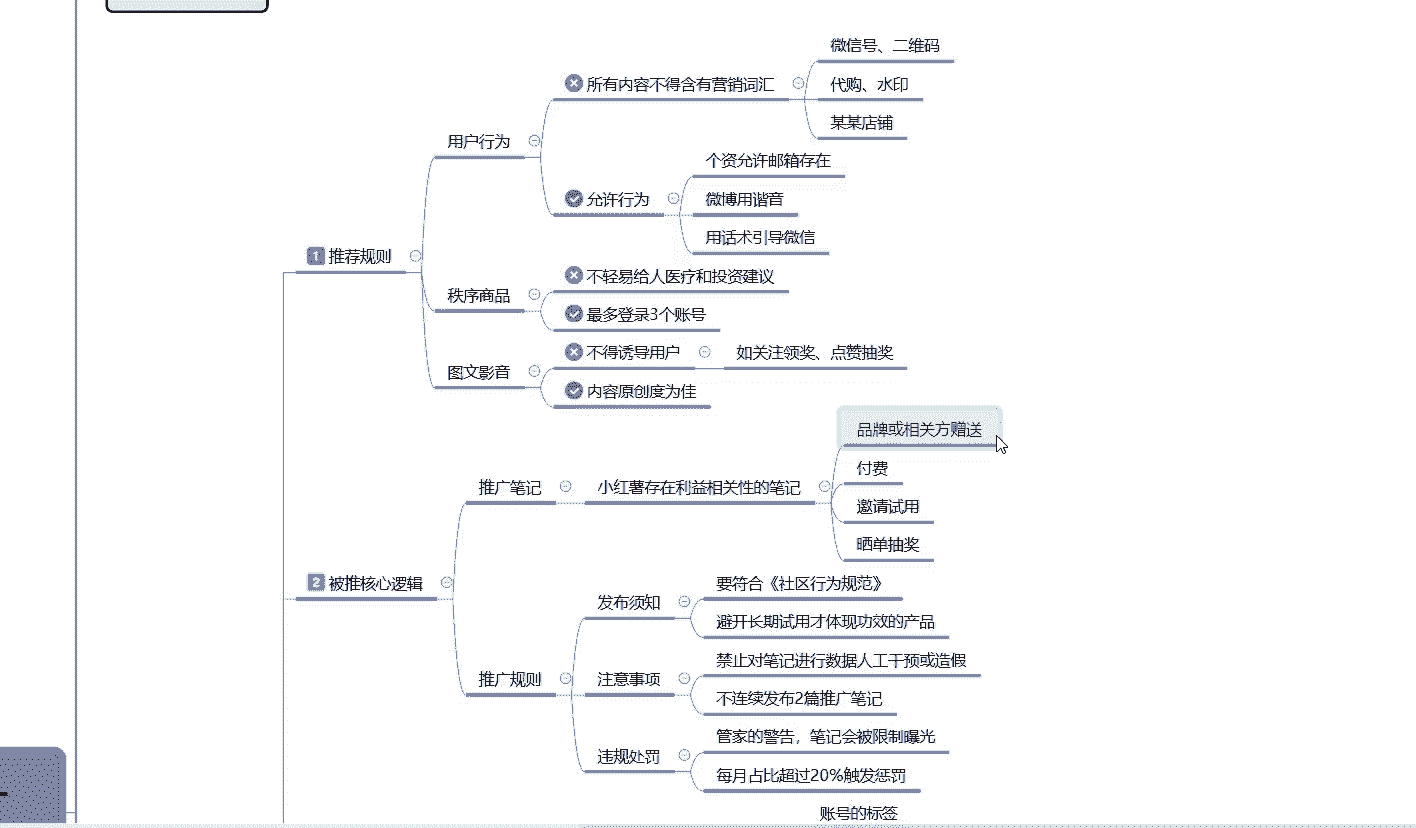 微信号、二维码
所有内容不得含有营销词汇
代购、水印
某某店铺
用户行为
个资允许邮箱存在
允许行为
微博用谐音
用话术引导微信
1 推荐规则
不轻易给人医疗和投资建议
秩序商品
最多登录3个账号
不得诱导用户
如关注领奖、点赞抽奖
图文影音
内容原创度为佳
品牌或相关方赠送
付费
推广笔记
小红薯存在利益相关性的笔记
邀请试用
晒单抽奖
2 被推核心逻辑
要符合《社区行为规范》
发布须知
避开长期试用才体现功效的产品
禁止对笔记进行数据人工干预或造假
推广规则
注意事项
不连续发布2篇推广笔记
管家的警告，笔记会被限制曝光
违规处罚
每月占比超过20%触发惩罚
账号的标签